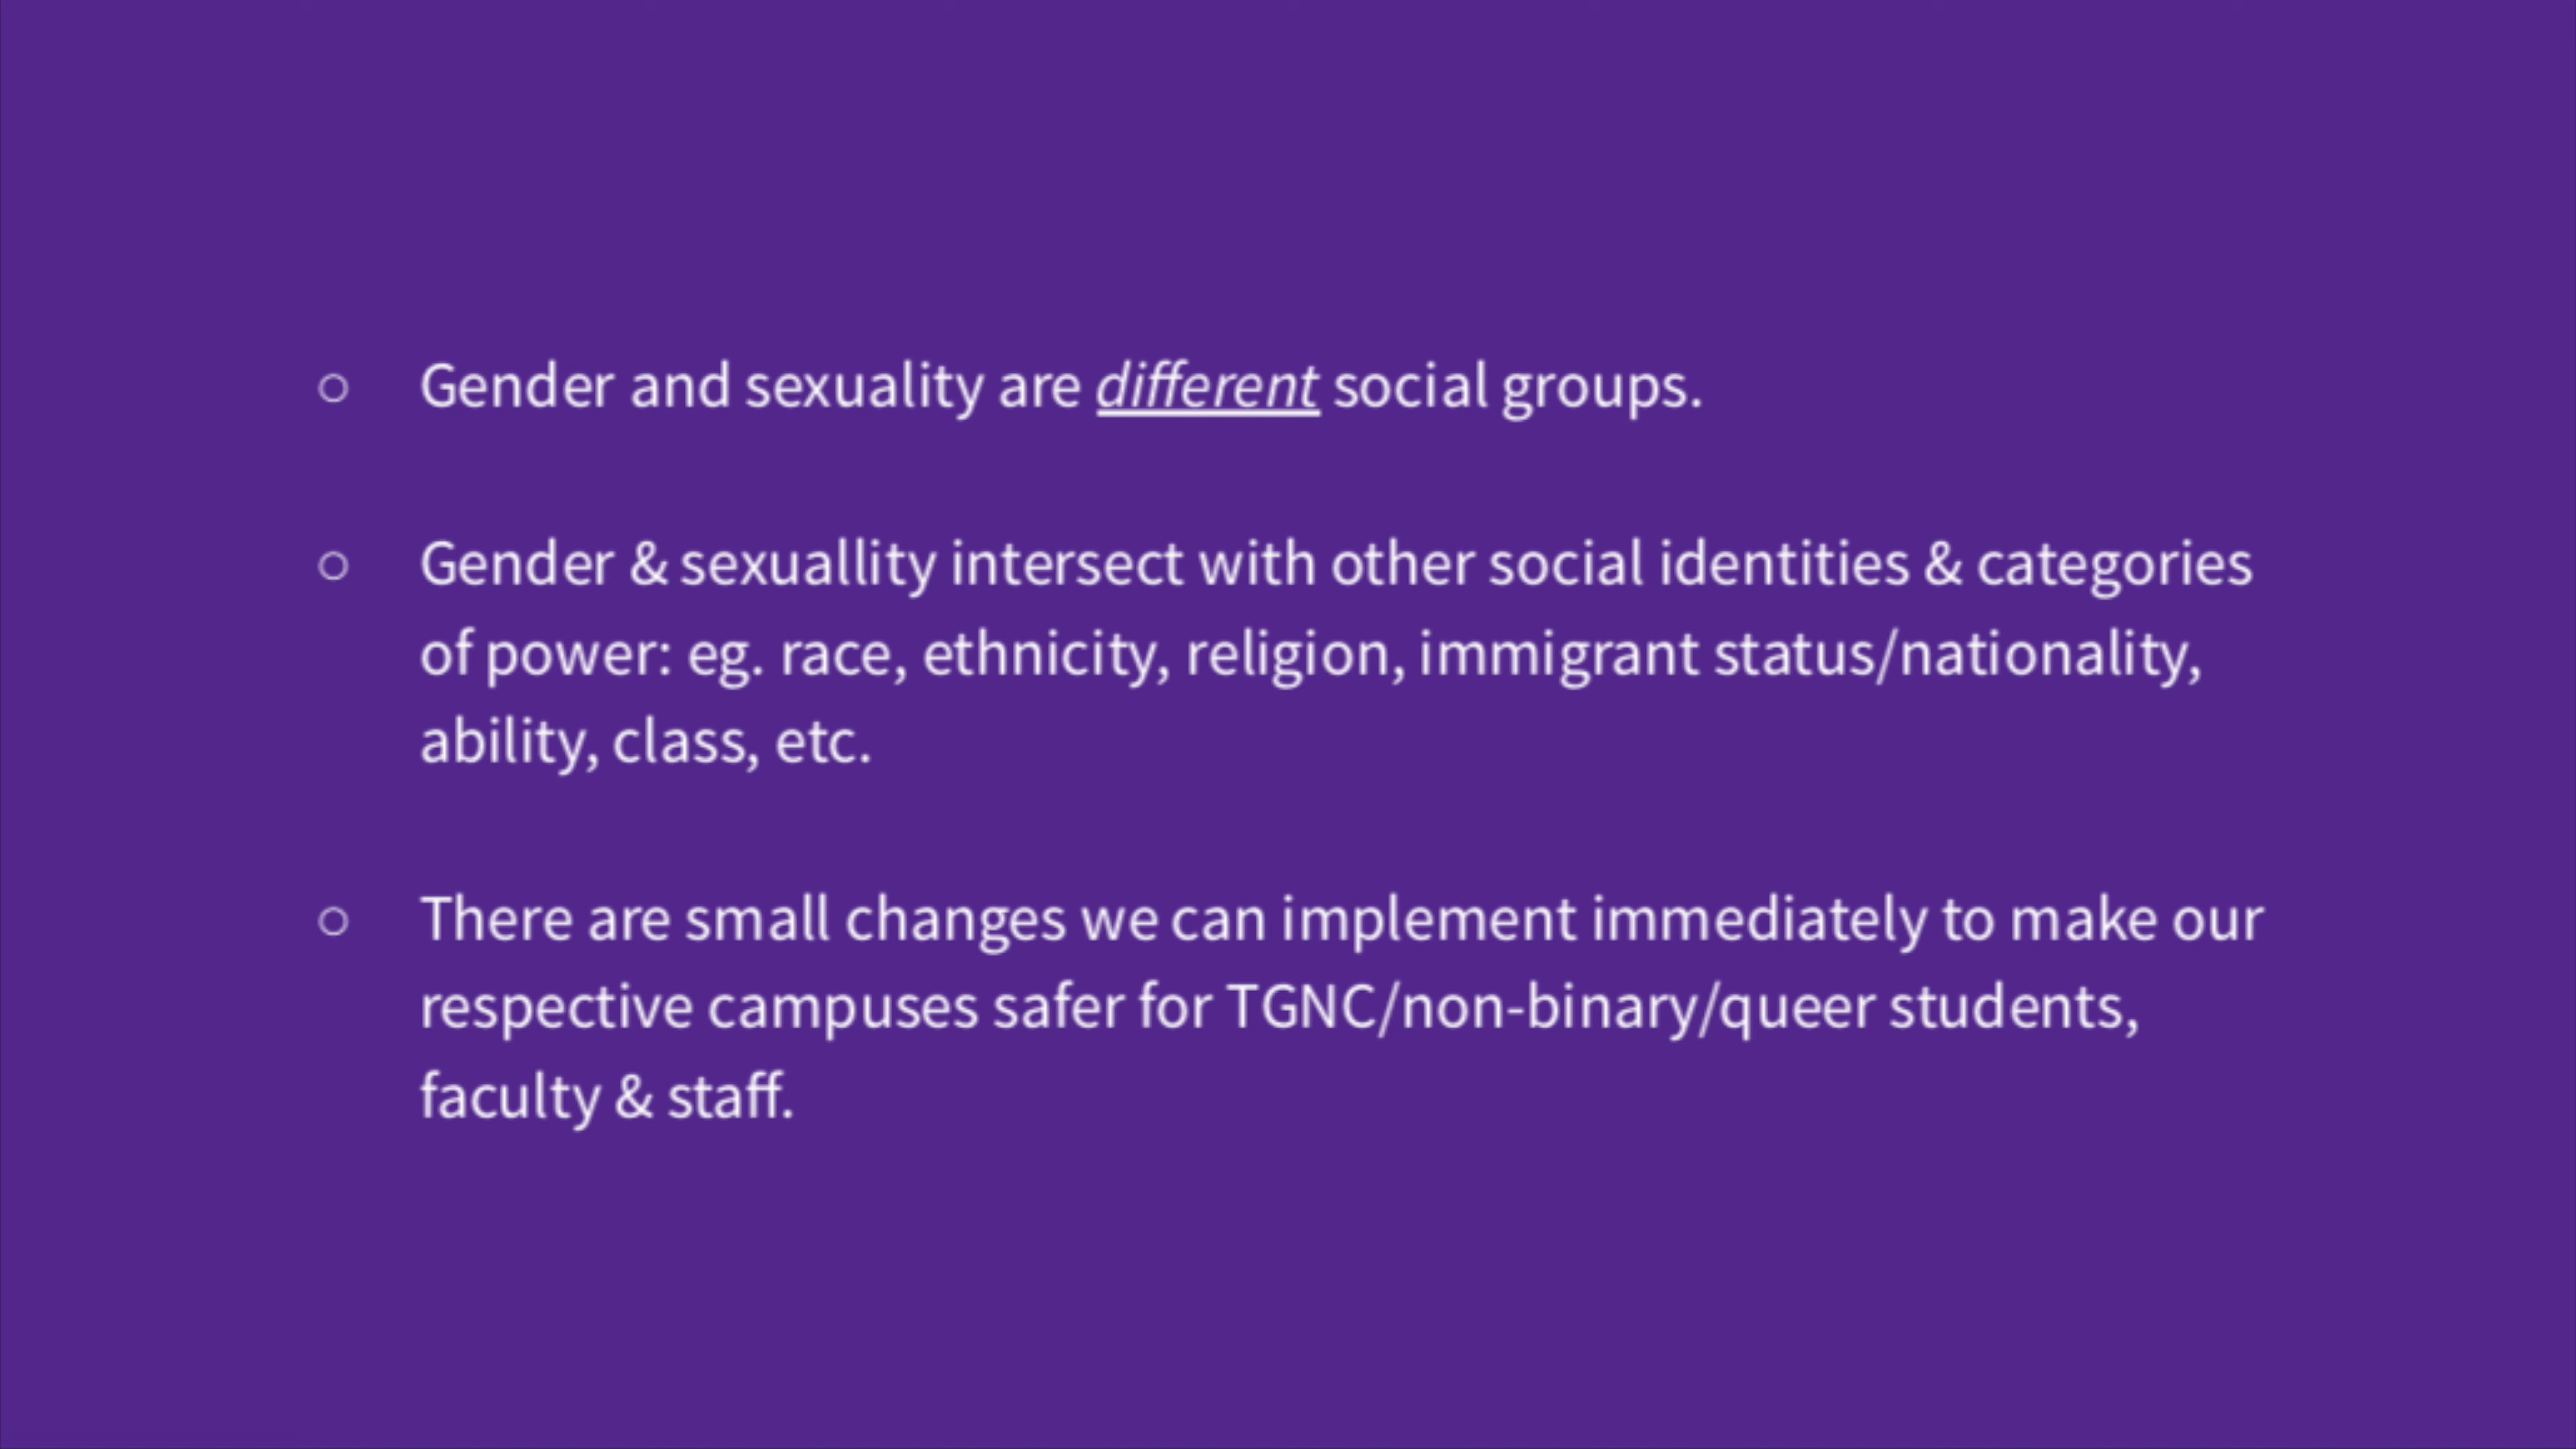 ○ Gender and sexuality are different social groups.
○ Gender & sexuallity intersect with other social identities & categories
of power: eg. race, ethnicity, religion, immigrant status/nationality,
ability, class, etc.
○ There are small changes we can implement immediately to make our
respective campuses safer for TGNC/non-binary/queer students,
faculty & staff.